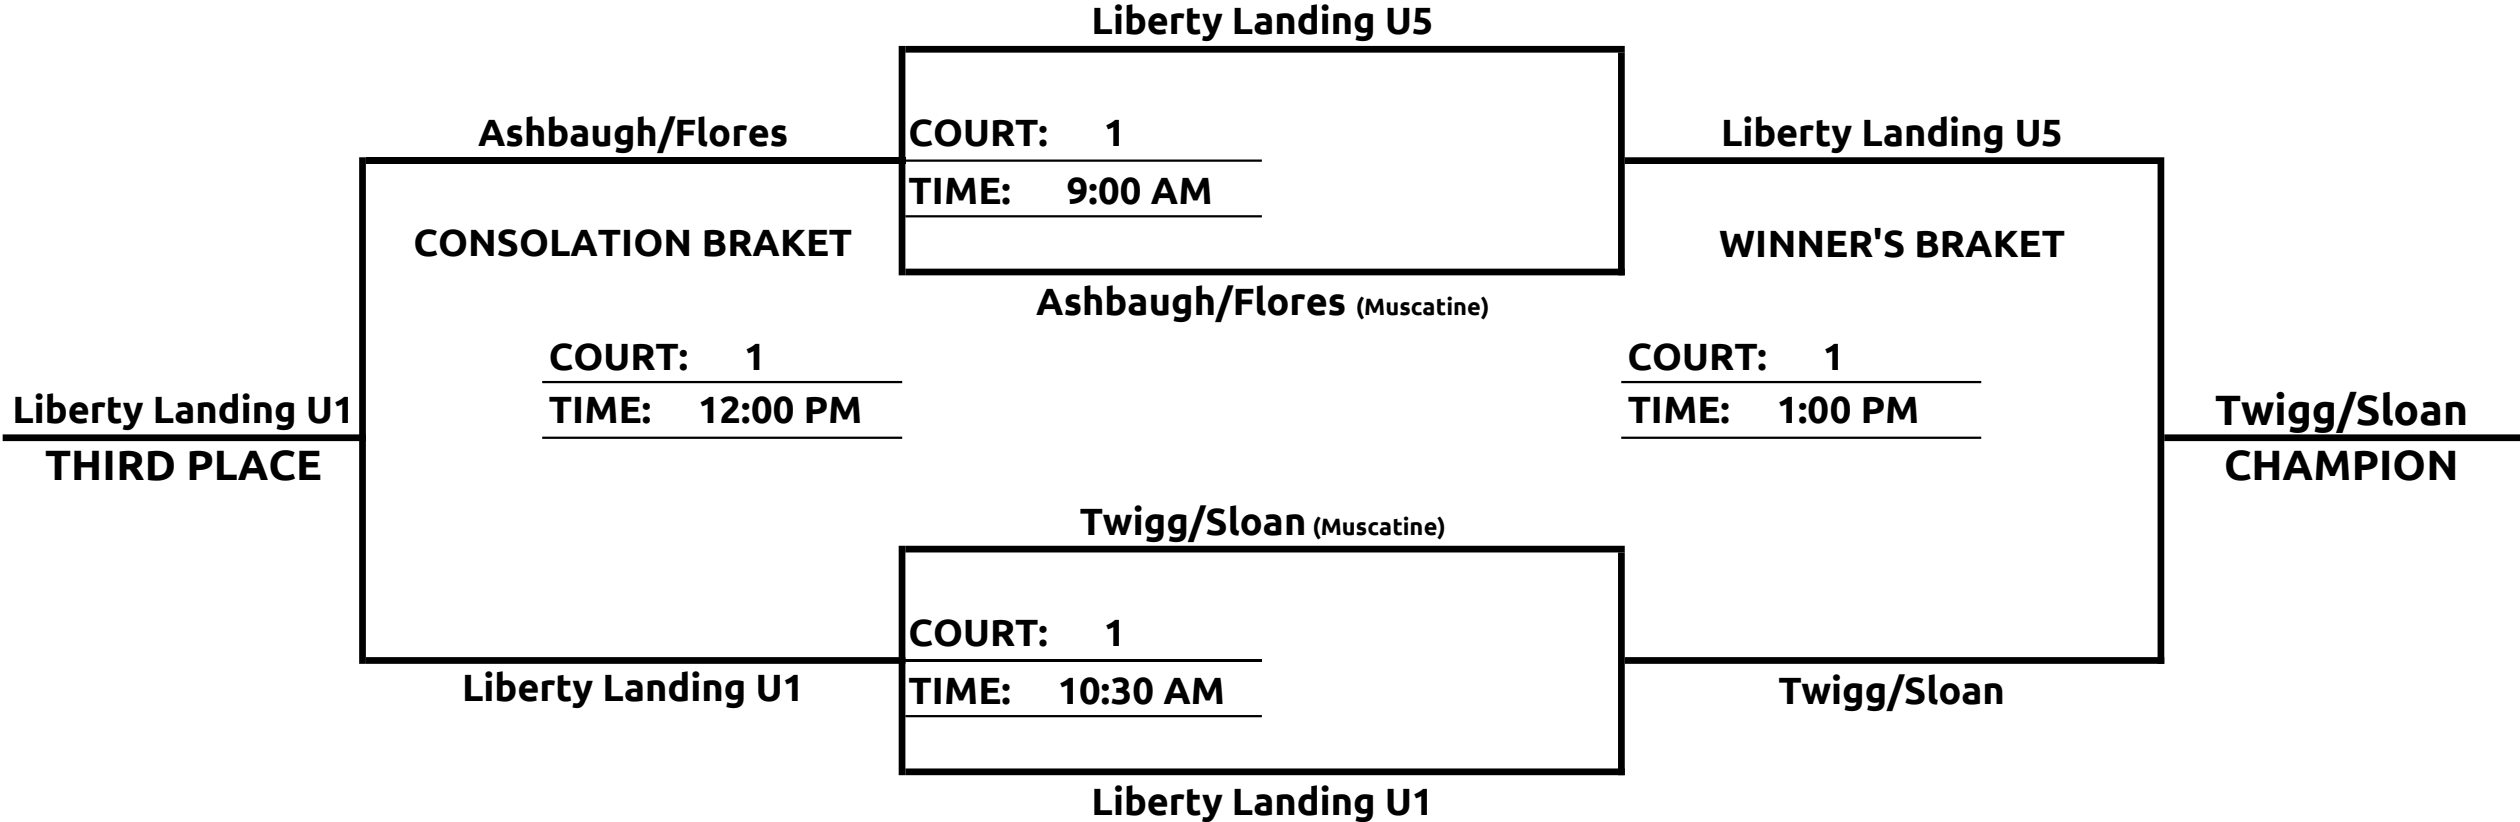 Liberty Landing U5
Ashbaugh/Flores
COURT: 1
Liberty Landing U5
TIME: 9:00 AM
CONSOLATION BRAKET
WINNER'S BRAKET
Ashbaugh/Flores (Muscatine)
COURT: 1
COURT: 1
Liberty Landing U1
TIME: 12:00 PM
TIME: 1:00 PM
Twigg/Sloan
THIRD PLACE
CHAMPION
Twigg/Sloan (Muscatine)
COURT: 1
Liberty Landing U1
TIME: 10:30 AM
Twigg/Sloan
Liberty Landing U1